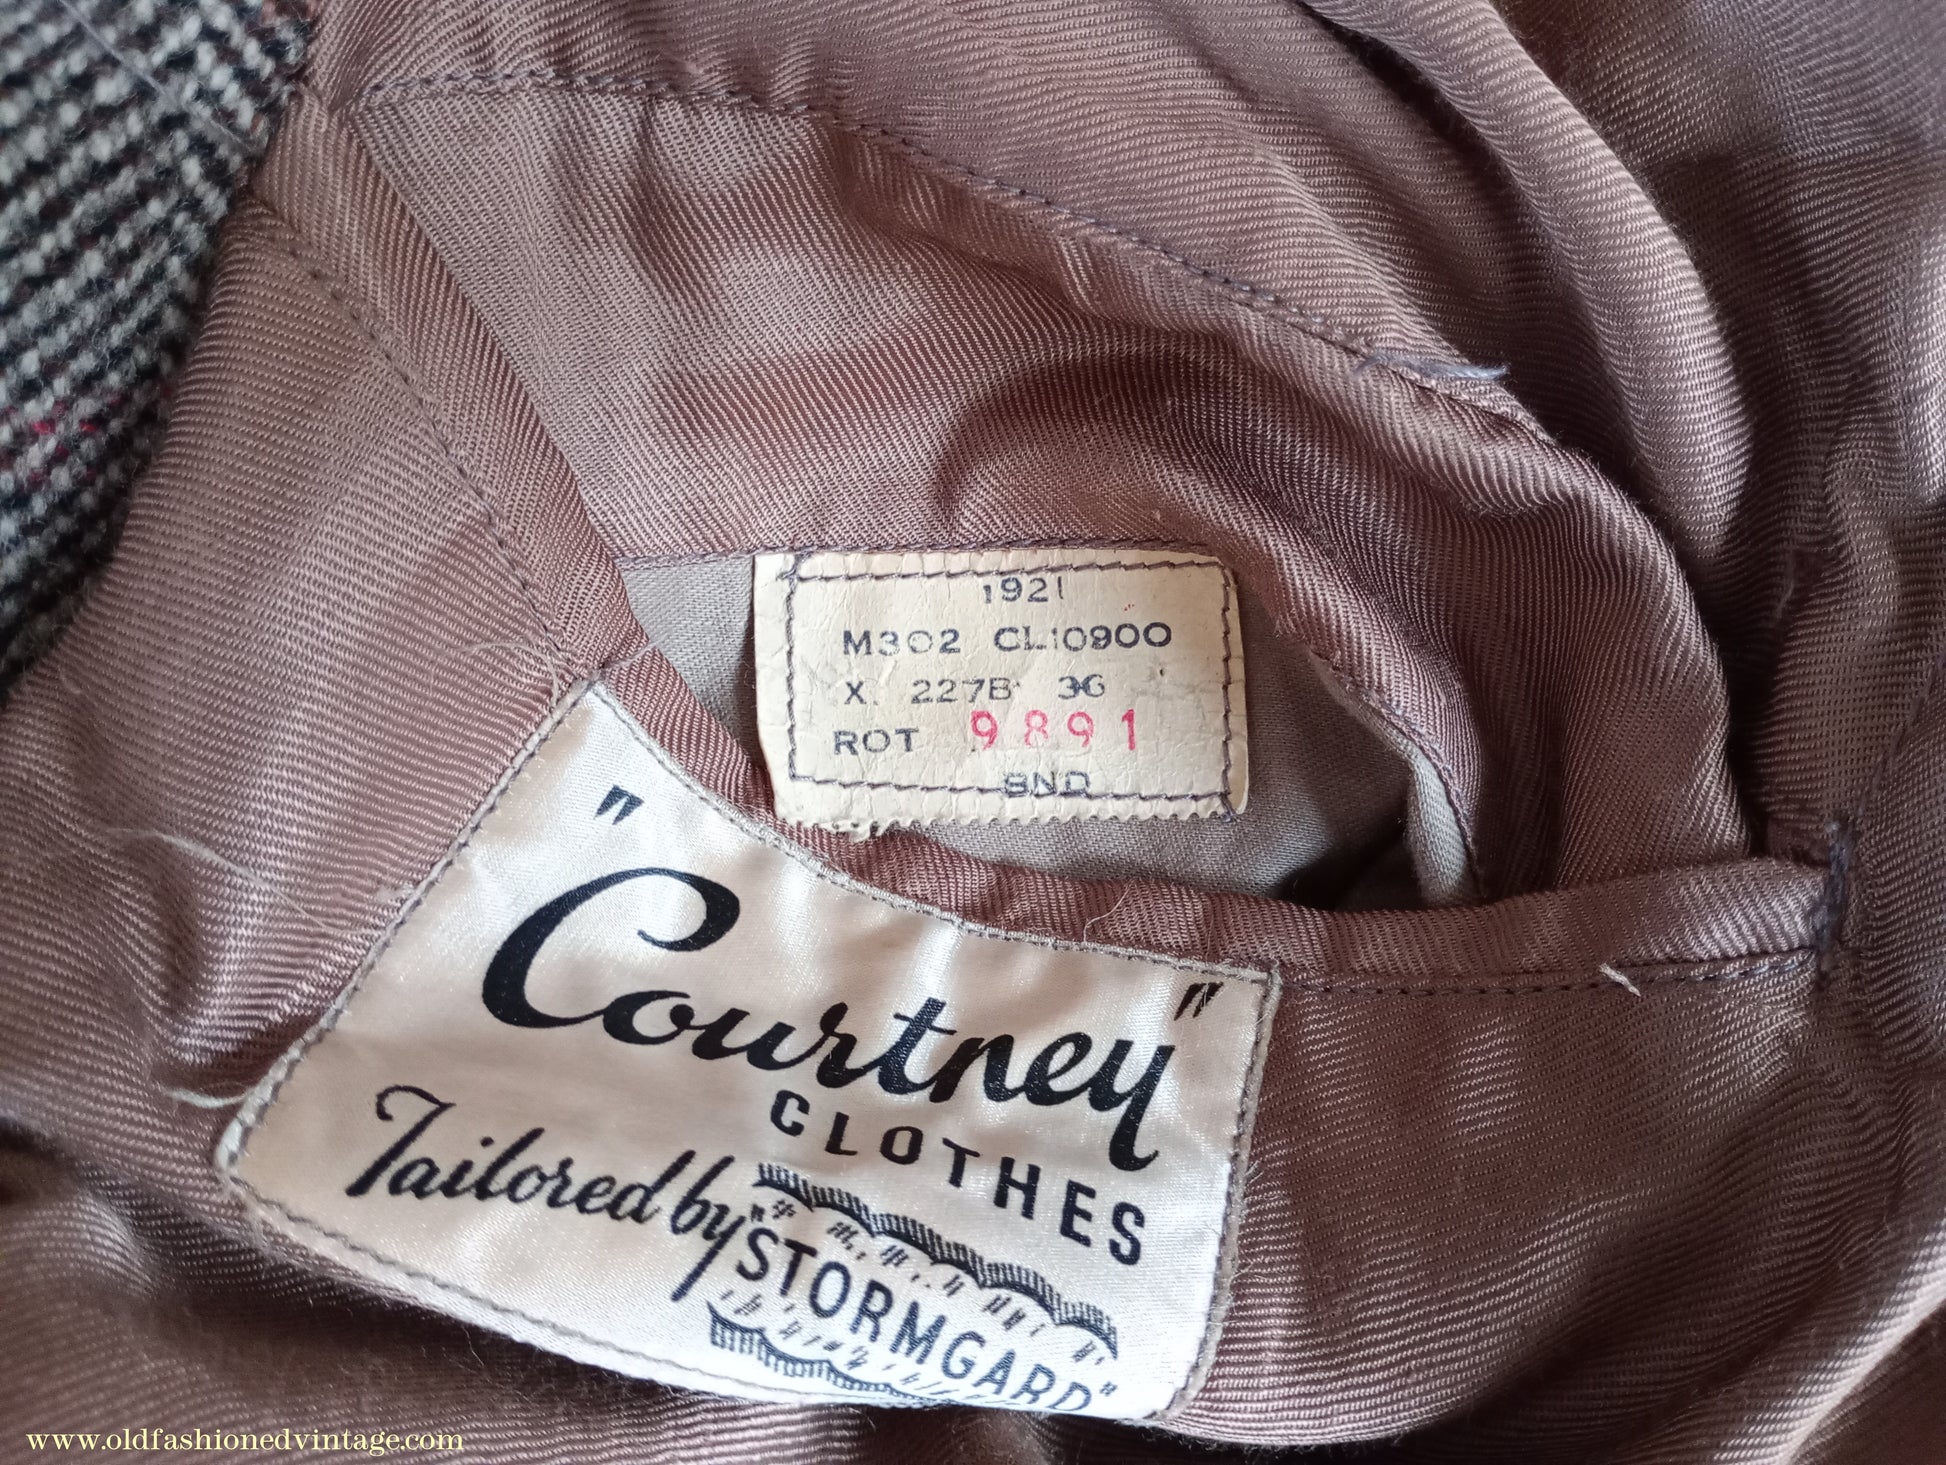 1921
M302 CL10900
X. 227B 36
ROT 9891
BND
"Courtney"
CLOTHES
Tailored by "STORMGARD"
www.oldfashionedvintage.com